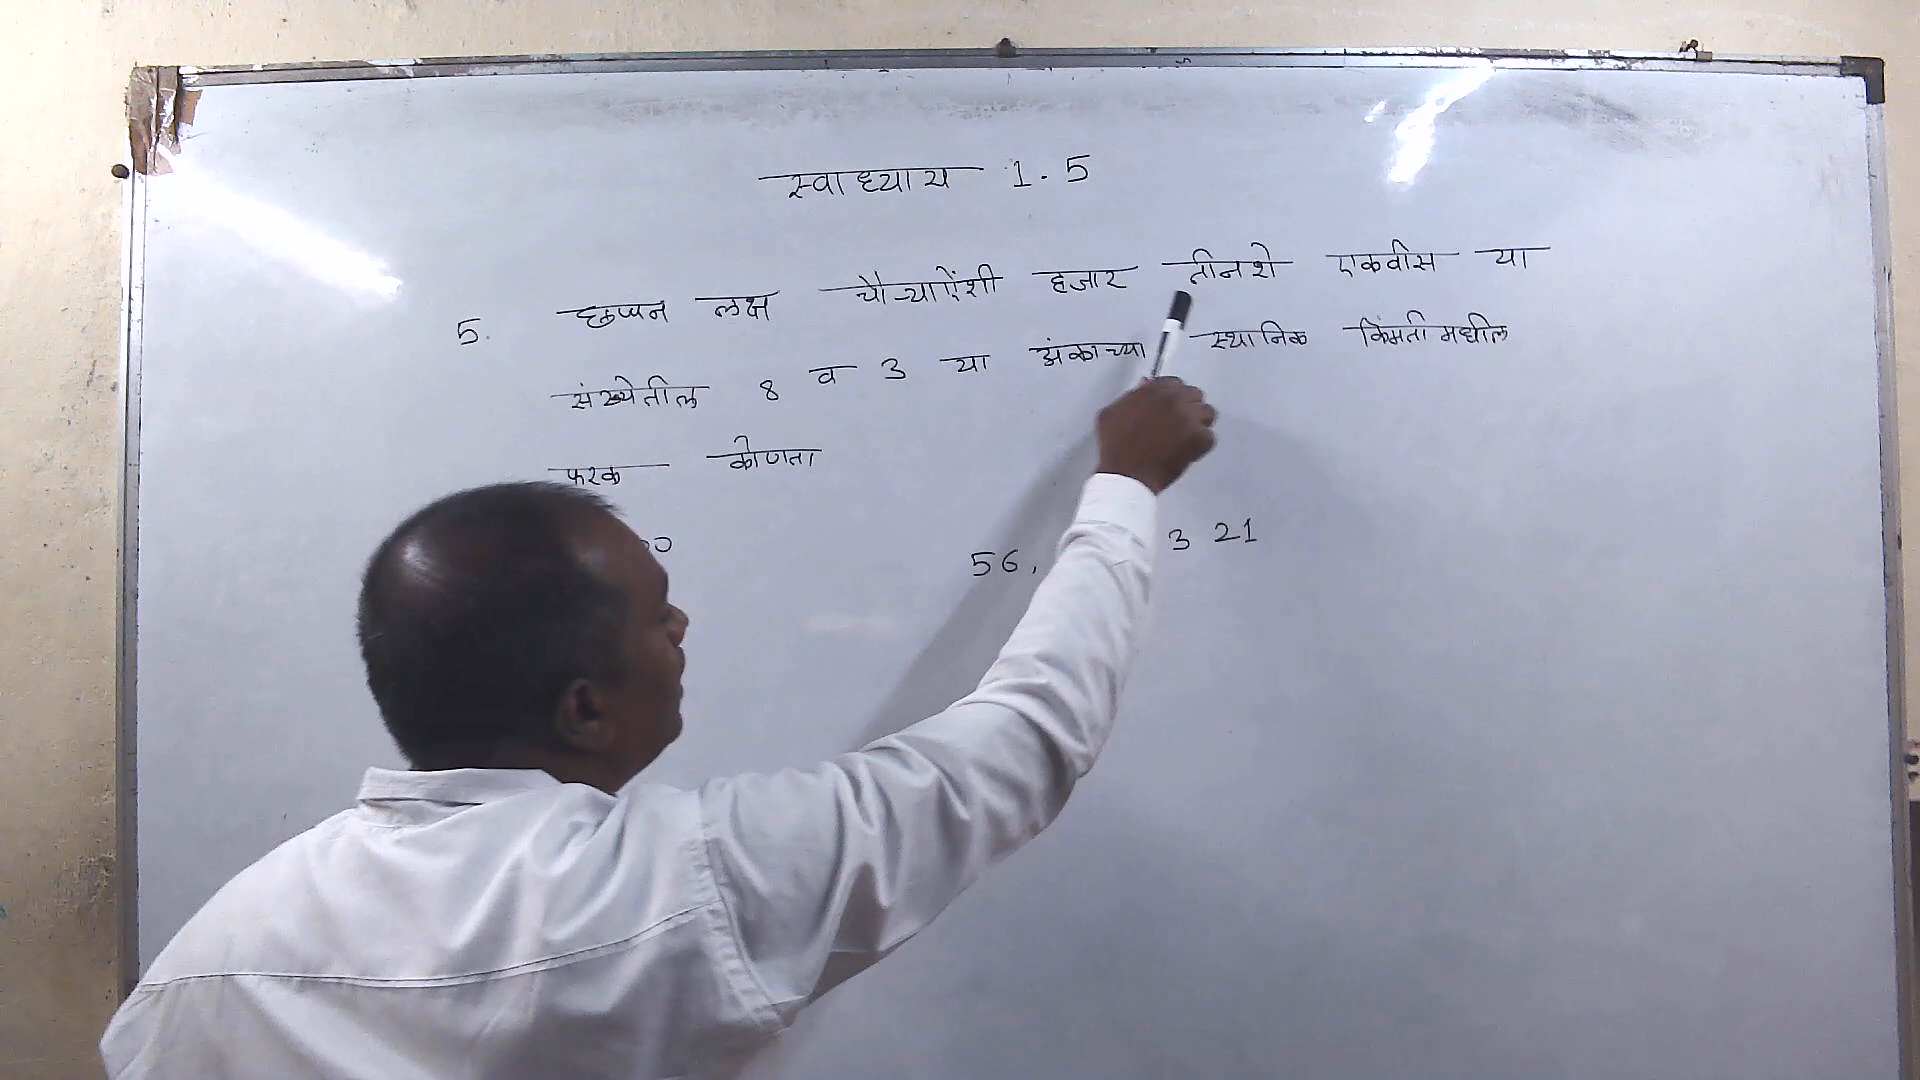 स्वाध्याय 1.5
5. छप्पन लक्ष चौऱ्याऐंशी हजार तीनशे एकवीस या
संख्येतील 8 व 3 या अंकाच्या स्थानिक किंमतीमधील
फरक कोणता
56, 3 21